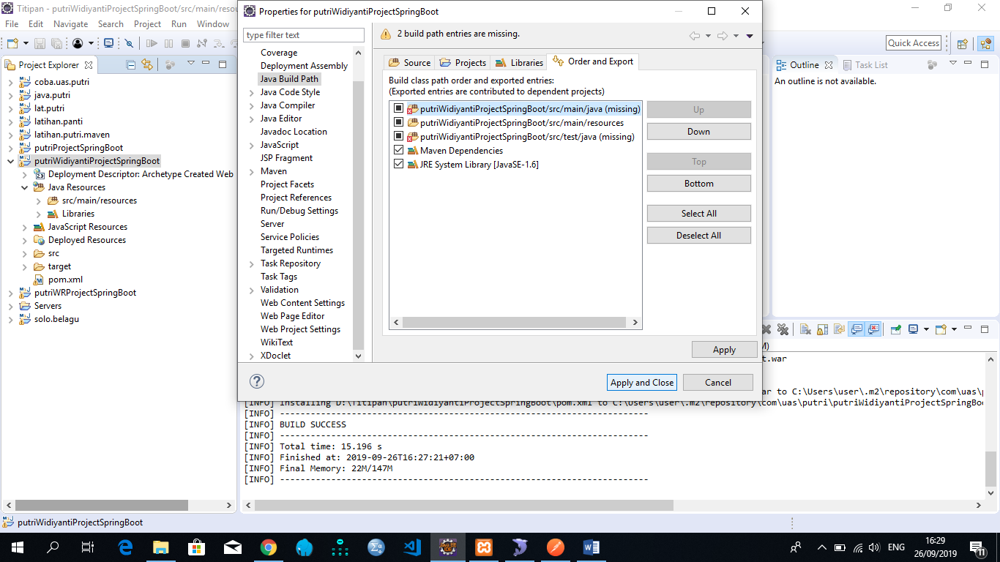 Titipan - putriWidiyantiProjectSpringBoot/src/main/resou
File Edit Navigate Search Project Run Window
Quick Access
Project Explorer
coba.uas.putri
java.putri
lat.putri
latihan.panti
latihan.putri.maven
putriProjectSpringBoot
putriWidiyantiProjectSpringBoot
Deployment Descriptor: Archetype Created Web
Java Resources
src/main/resources
Libraries
JavaScript Resources
Deployed Resources
src
target
pom.xml
putriWRProjectSpringBoot
Servers
solo.belagu
Properties for putriWidiyantiProjectSpringBoot
type filter text
Coverage
Deployment Assembly
Java Build Path
Java Code Style
Java Compiler
Java Editor
Javadoc Location
JavaScript
JSP Fragment
Maven
Project Facets
Project References
Run/Debug Settings
Server
Service Policies
Targeted Runtimes
Task Repository
Task Tags
Validation
Web Content Settings
Web Page Editor
Web Project Settings
WikiText
XDoclet
2 build path entries are missing.
Source Projects Libraries Order and Export
Build class path order and exported entries:
(Exported entries are contributed to dependent projects)
putriWidiyantiProjectSpringBoot/src/main/java (missing)
putriWidiyantiProjectSpringBoot/src/main/resources
putriWidiyantiProjectSpringBoot/src/test/java (missing)
Maven Dependencies
JRE System Library [JavaSE-1.6]
Up
Down
Top
Bottom
Select All
Deselect All
Apply
Apply and Close
Cancel
Outline Task List
An outline is not available.
M)
t.war
ar to C:\Users\user\.m2\repository\com\uas\p
[INFO] Installing D:\Titipan\putriWidiyantiProjectSpringBoot\pom.xml to C:\Users\user\.m2\repository\com\uas\putri\putriWidiyantiProjectSpringBoo
[INFO] ------------------------------------------------------------------------
[INFO] BUILD SUCCESS
[INFO] ------------------------------------------------------------------------
[INFO] Total time: 15.196 s
[INFO] Finished at: 2019-09-26T16:27:21+07:00
[INFO] Final Memory: 22M/147M
[INFO] ------------------------------------------------------------------------
putriWidiyantiProjectSpringBoot
ENG
16:29
26/09/2019
11